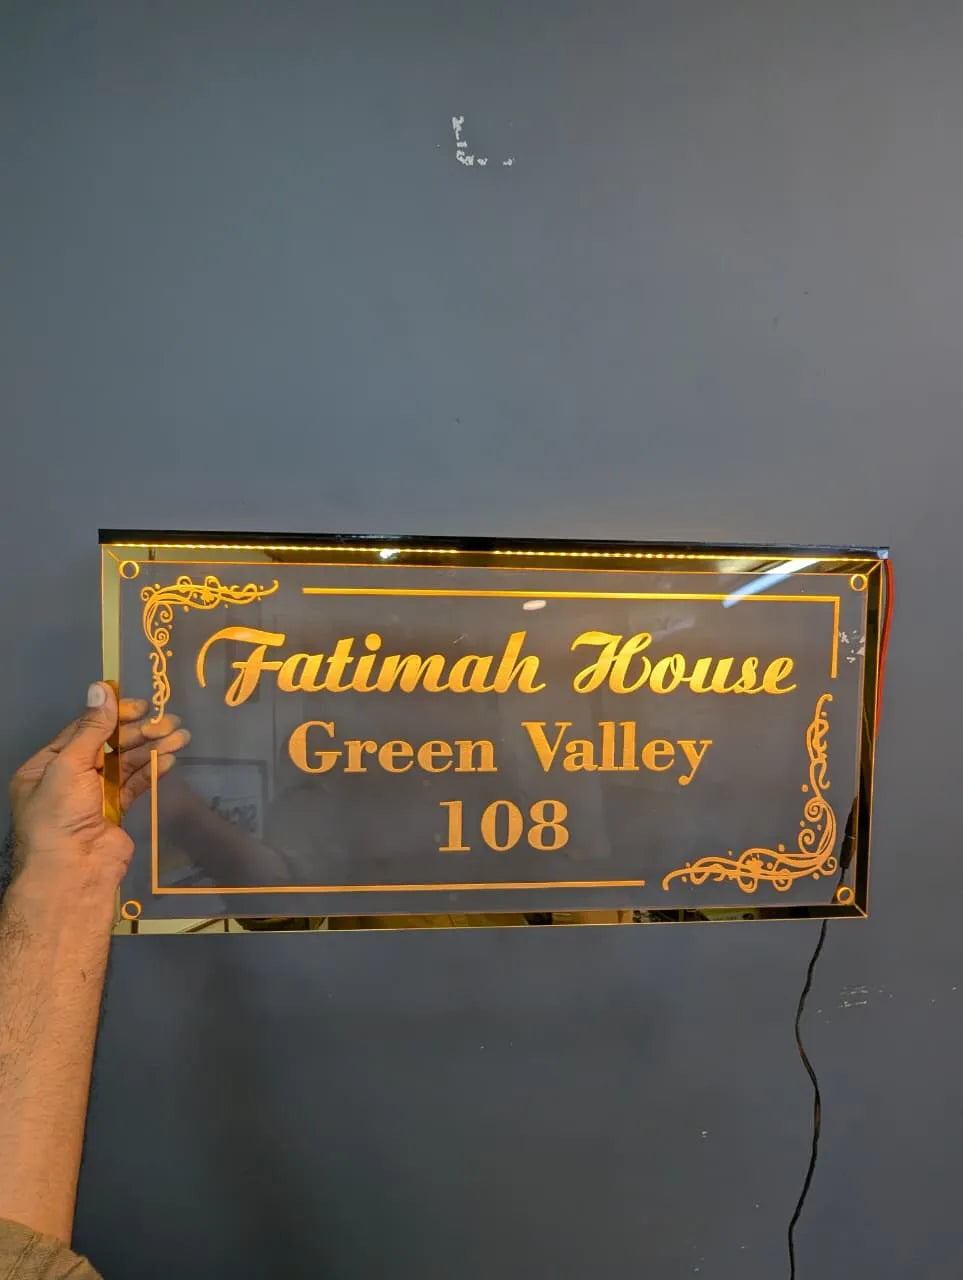 Fatimah House
Green Valley
108